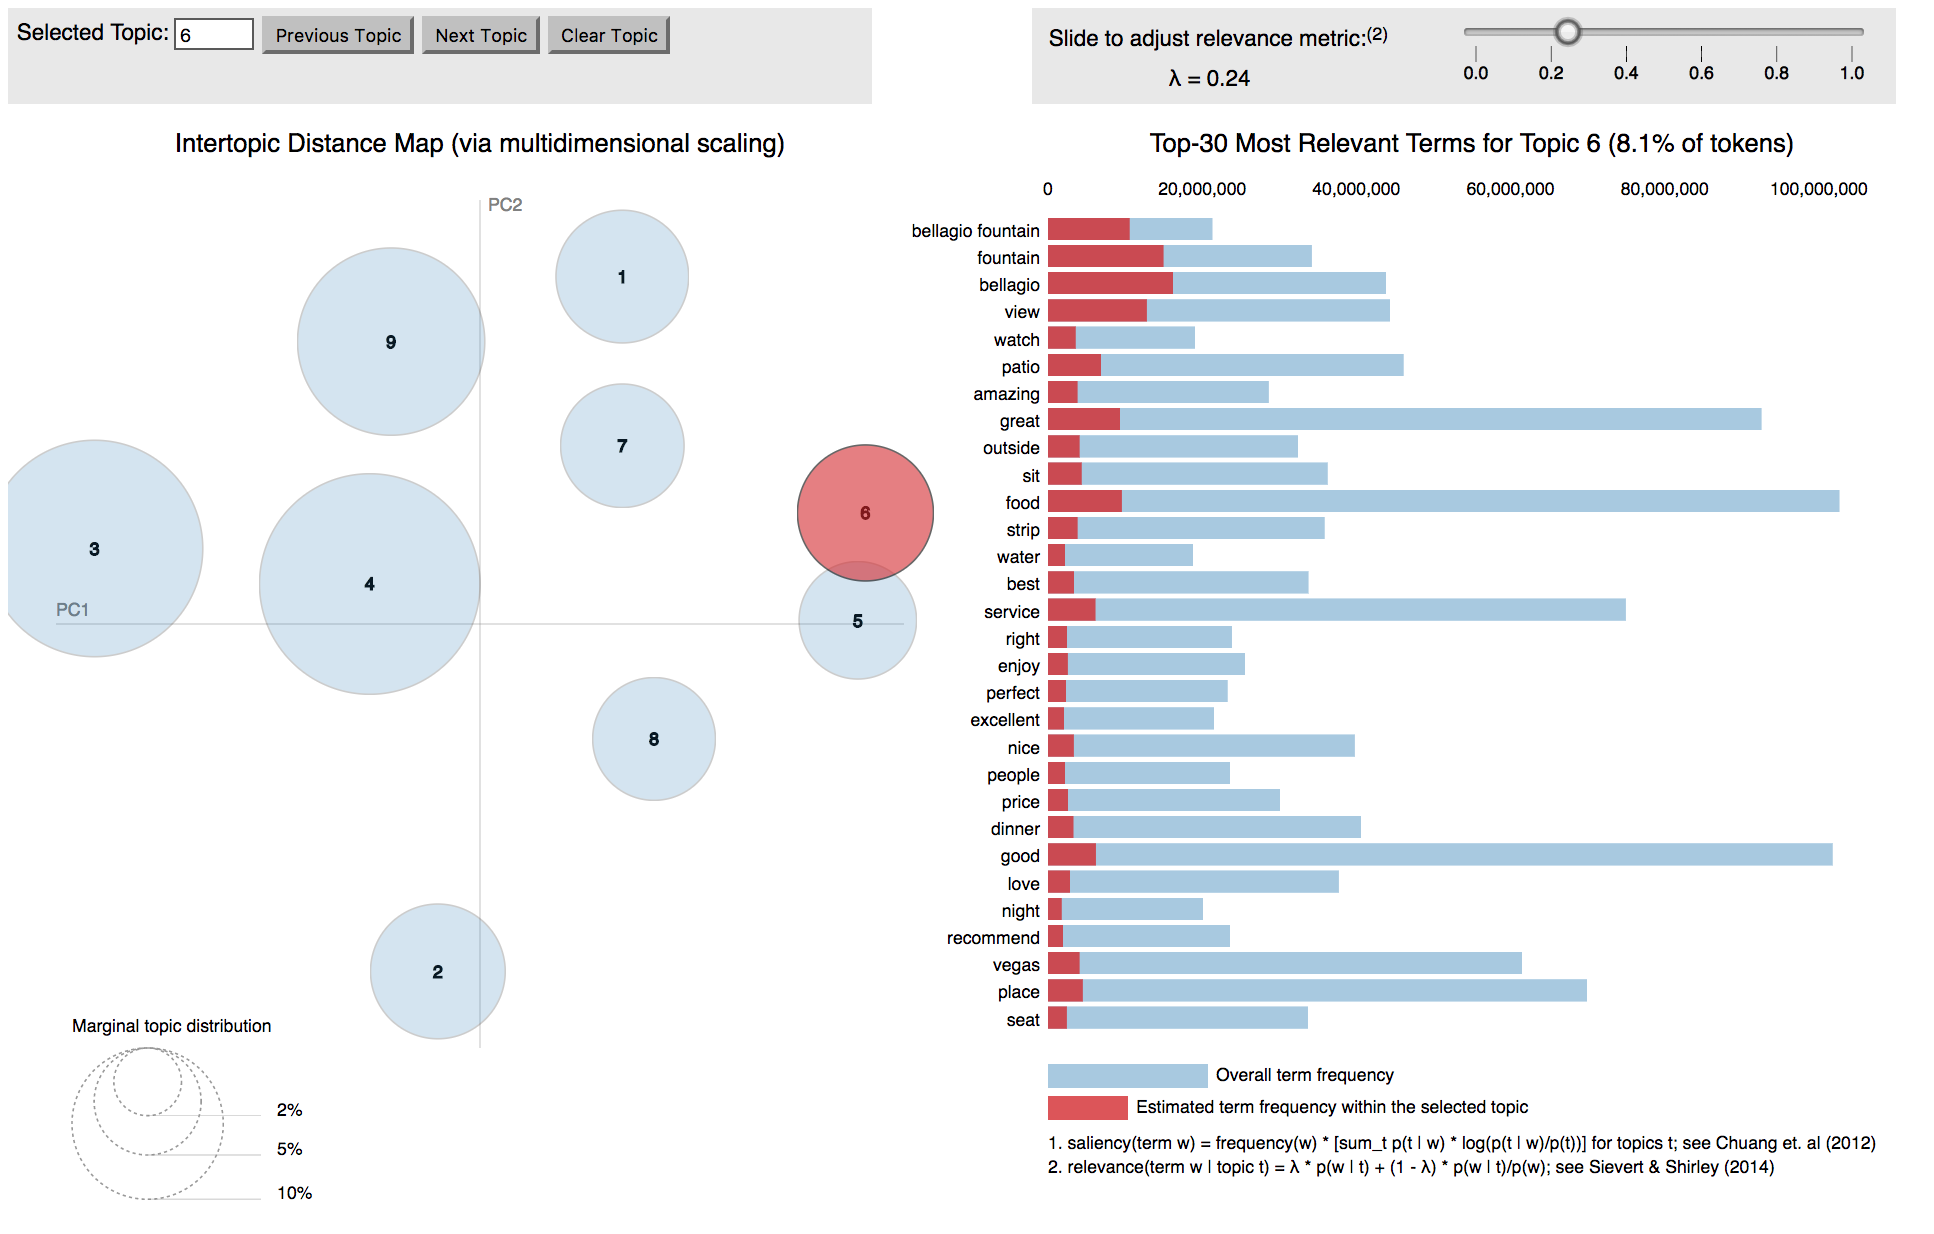 Selected Topic: 6 Previous Topic Next Topic Clear Topic
Slide to adjust relevance metric:(2)
λ = 0.24
0.0 0.2 0.4 0.6 0.8 1.0
Intertopic Distance Map (via multidimensional scaling)
PC2
1
9
7
6
3
4
PC1
5
8
2
Marginal topic distribution
2%
5%
10%
Top-30 Most Relevant Terms for Topic 6 (8.1% of tokens)
0 20,000,000 40,000,000 60,000,000 80,000,000 100,000,000
bellagio fountain
fountain
bellagio
view
watch
patio
amazing
great
outside
sit
food
strip
water
best
service
right
enjoy
perfect
excellent
nice
people
price
dinner
good
love
night
recommend
vegas
place
seat
Overall term frequency
Estimated term frequency within the selected topic
1. saliency(term w) = frequency(w) * [sum_t p(t | w) * log(p(t | w)/p(t))] for topics t; see Chuang et. al (2012)
2. relevance(term w | topic t) = λ * p(w | t) + (1 - λ) * p(w | t)/p(w); see Sievert & Shirley (2014)